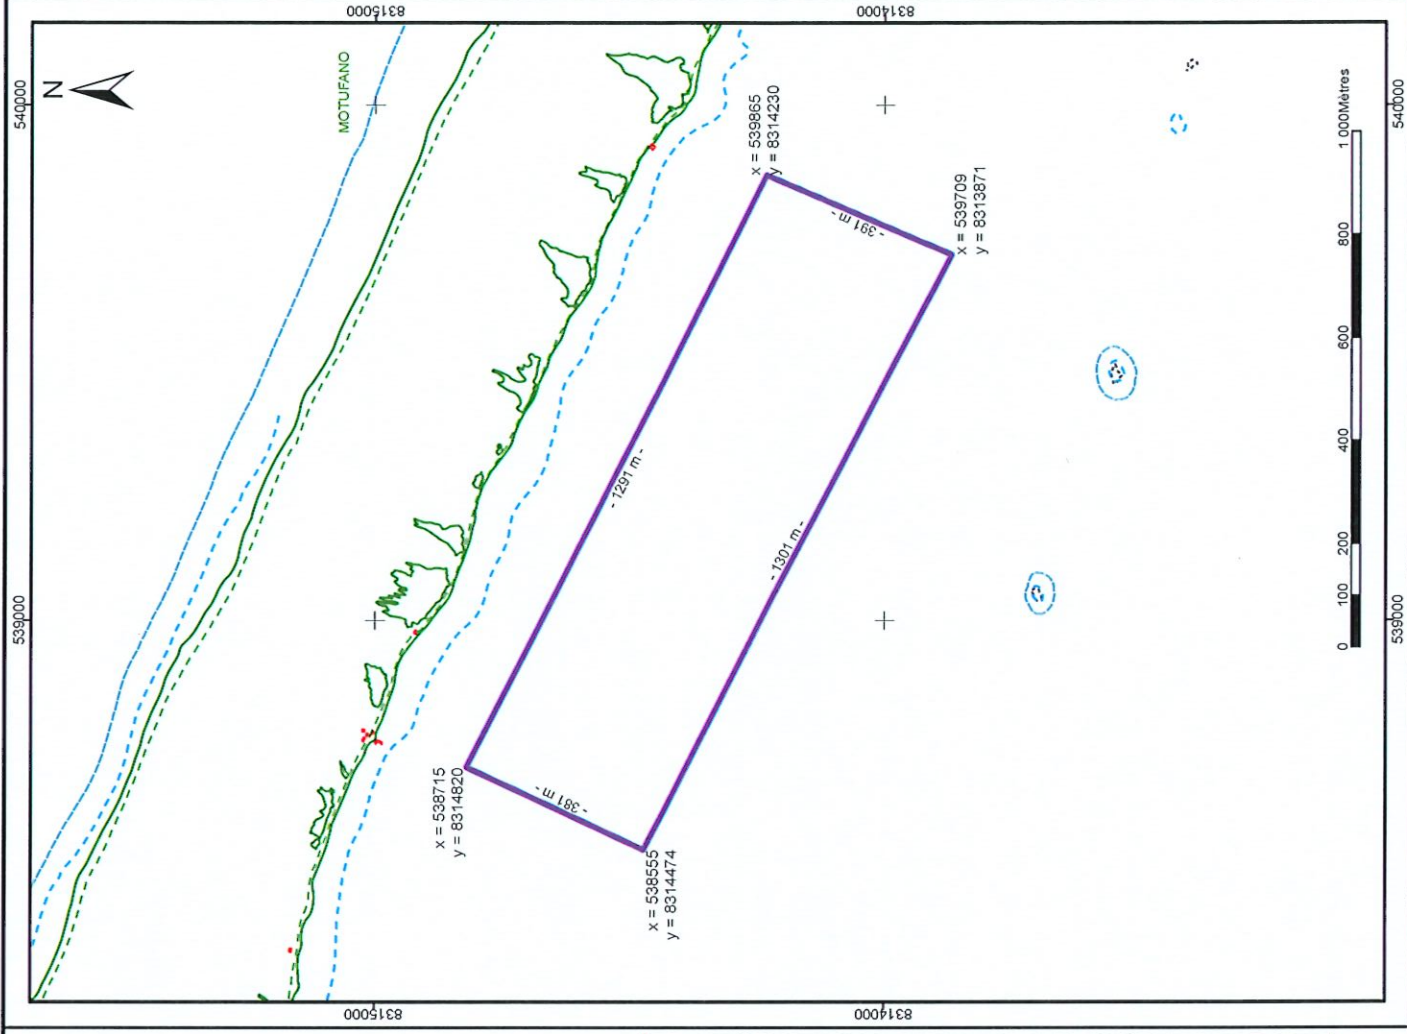 8315000
8314000
540000
N
MOTUFANO
x = 539865
y = 8314230
- 391 m -
x = 539709
y = 8313871
- 1291 m -
- 1301 m -
539000
x = 538715
y = 8314820
- 381 m -
x = 538555
y = 8314474
0 100 200 400 600 800 1 000Mètres
540000
539000
8315000
8314000